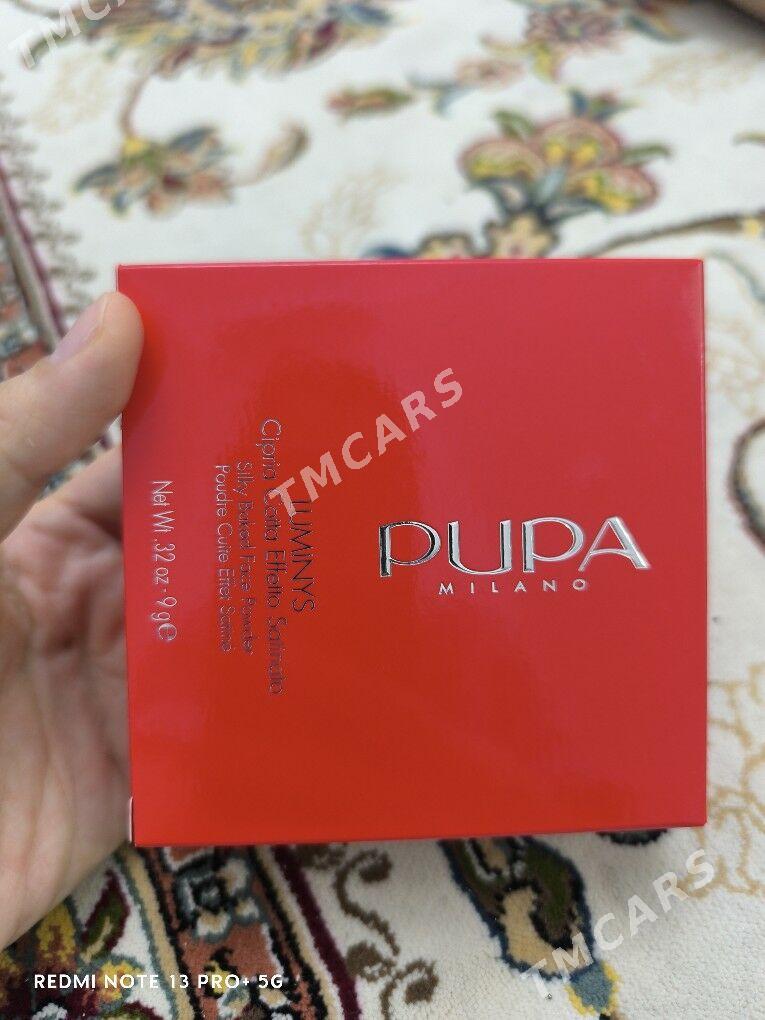 TMCARS
PUPA
MILANO
LUMINYS
Cipria Cotta Effetto Satinato
Silky Baked Face Powder
Poudre Cuite Effet Satiné
Net Wt. .32 oz - 9 g ℮
TMCARS
TMCARS
REDMI NOTE 13 PRO+ 5G